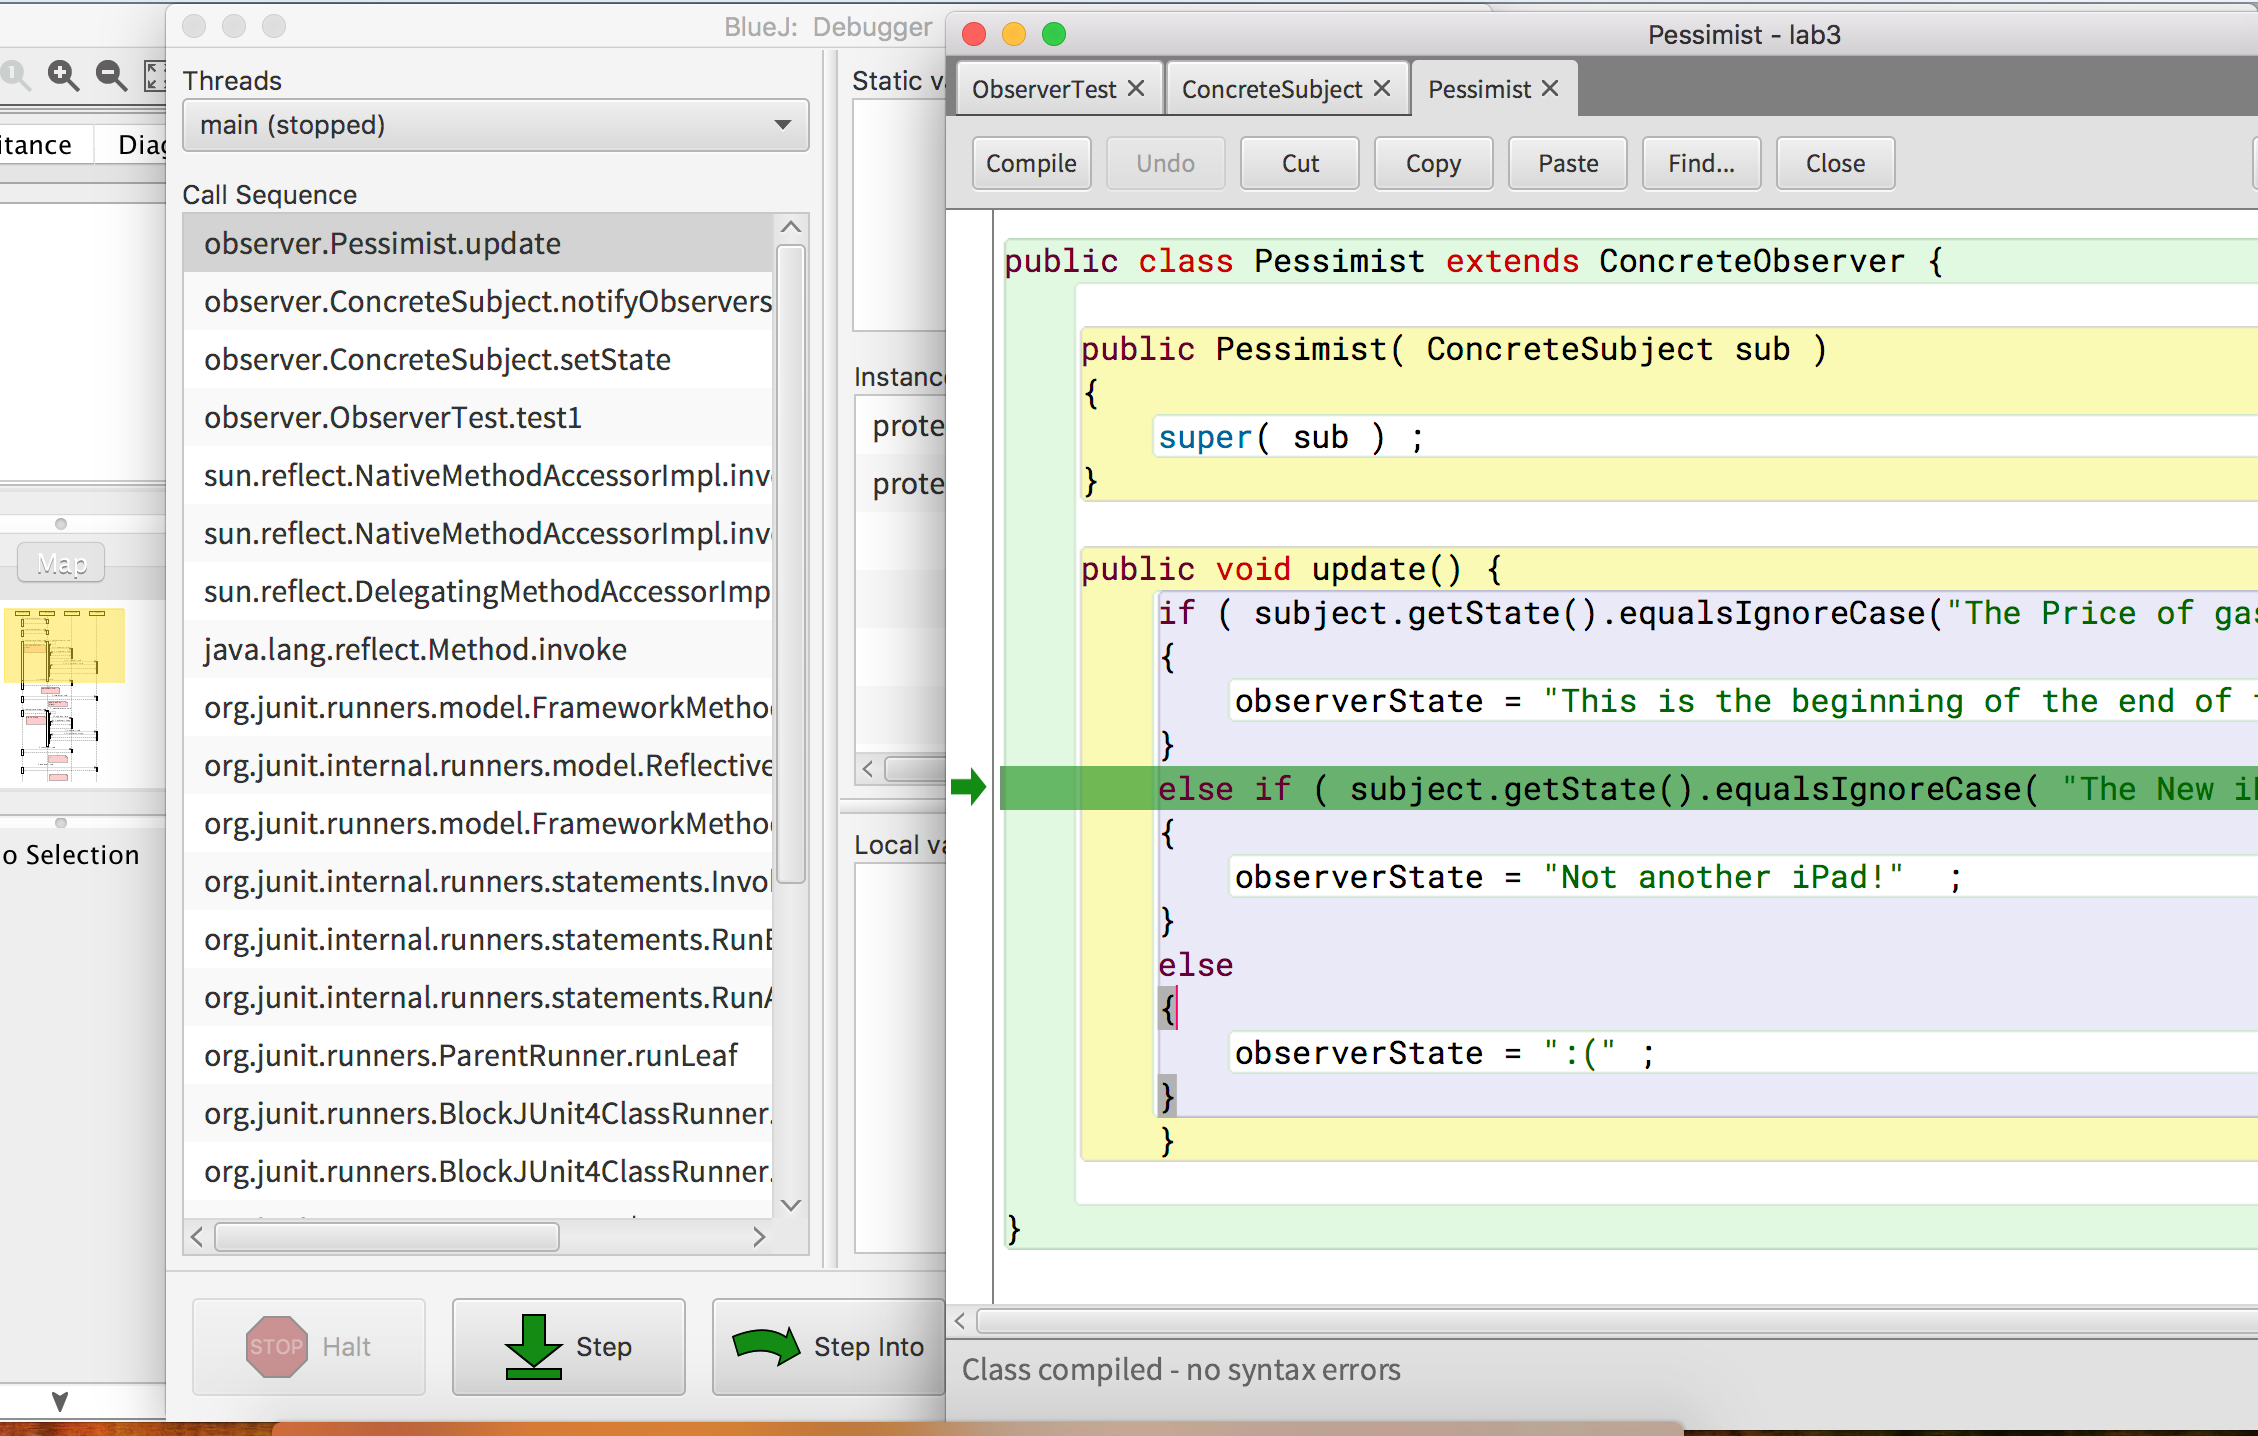 BlueJ: Debugger
Threads
main (stopped)
Call Sequence
observer.Pessimist.update
observer.ConcreteSubject.notifyObservers
observer.ConcreteSubject.setState
observer.ObserverTest.test1
sun.reflect.NativeMethodAccessorImpl.inv
sun.reflect.NativeMethodAccessorImpl.inv
sun.reflect.DelegatingMethodAccessorImp
java.lang.reflect.Method.invoke
org.junit.runners.model.FrameworkMetho
org.junit.internal.runners.model.Reflective
org.junit.runners.model.FrameworkMetho
org.junit.internal.runners.statements.Invo
org.junit.internal.runners.statements.Run
org.junit.internal.runners.statements.Run
org.junit.runners.ParentRunner.runLeaf
org.junit.runners.BlockJUnit4ClassRunner.
org.junit.runners.BlockJUnit4ClassRunner.
STOP Halt
Step
Step Into
Static v
Instanc
prote
prote
Local va
itance
Diag
Map
o Selection
Pessimist - lab3
ObserverTest
ConcreteSubject
Pessimist
Compile
Undo
Cut
Copy
Paste
Find...
Close
public class Pessimist extends ConcreteObserver {
public Pessimist( ConcreteSubject sub )
{
super( sub ) ;
}
public void update() {
if ( subject.getState().equalsIgnoreCase("The Price of gas
{
observerState = "This is the beginning of the end of t
}
else if ( subject.getState().equalsIgnoreCase( "The New iP
{
observerState = "Not another iPad!"  ;
}
else
{
observerState = ":(" ;
}
}
}
Class compiled - no syntax errors